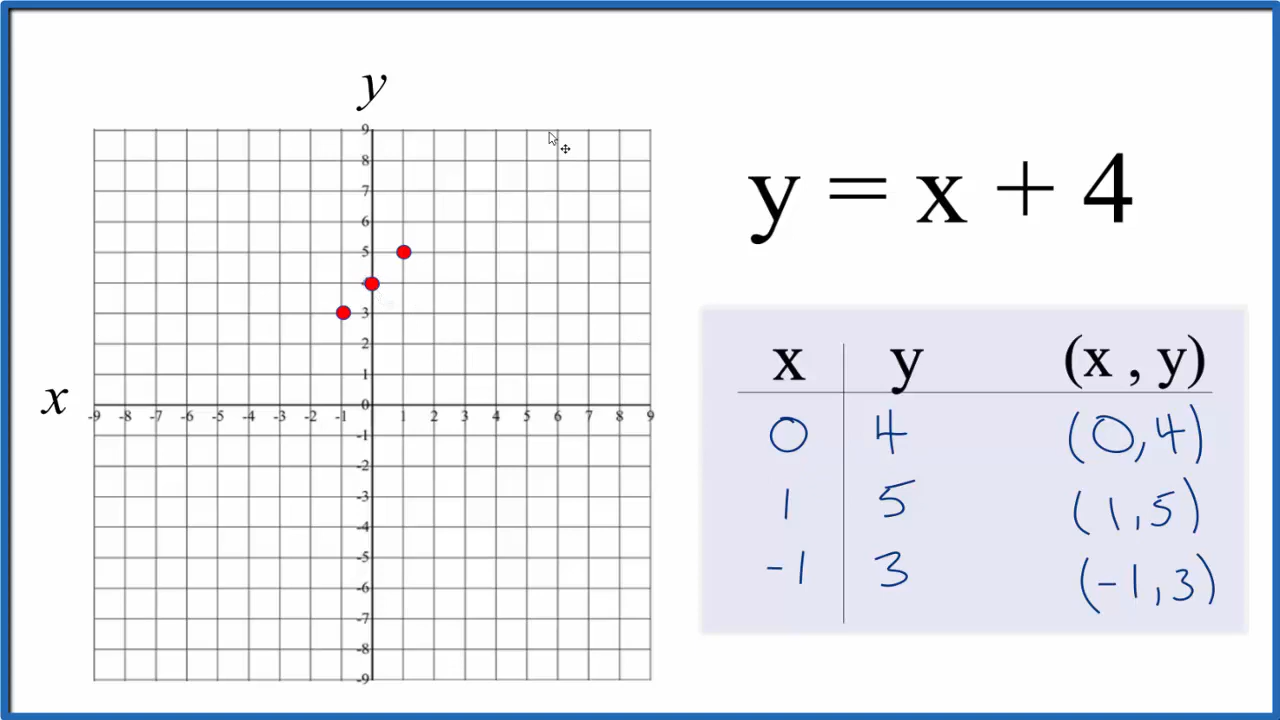 y
9
8
7
6
5
3
2
1
x
-9 -8 -7 -6 -5 -4 -3 -2 -1 0 1 2 3 4 5 6 7 8 9
-1
-2
-3
-4
-5
-6
-7
-8
-9
y = x + 4
x y (x , y)
0 4 (0,4)
1 5 (1,5)
-1 3 (-1,3)